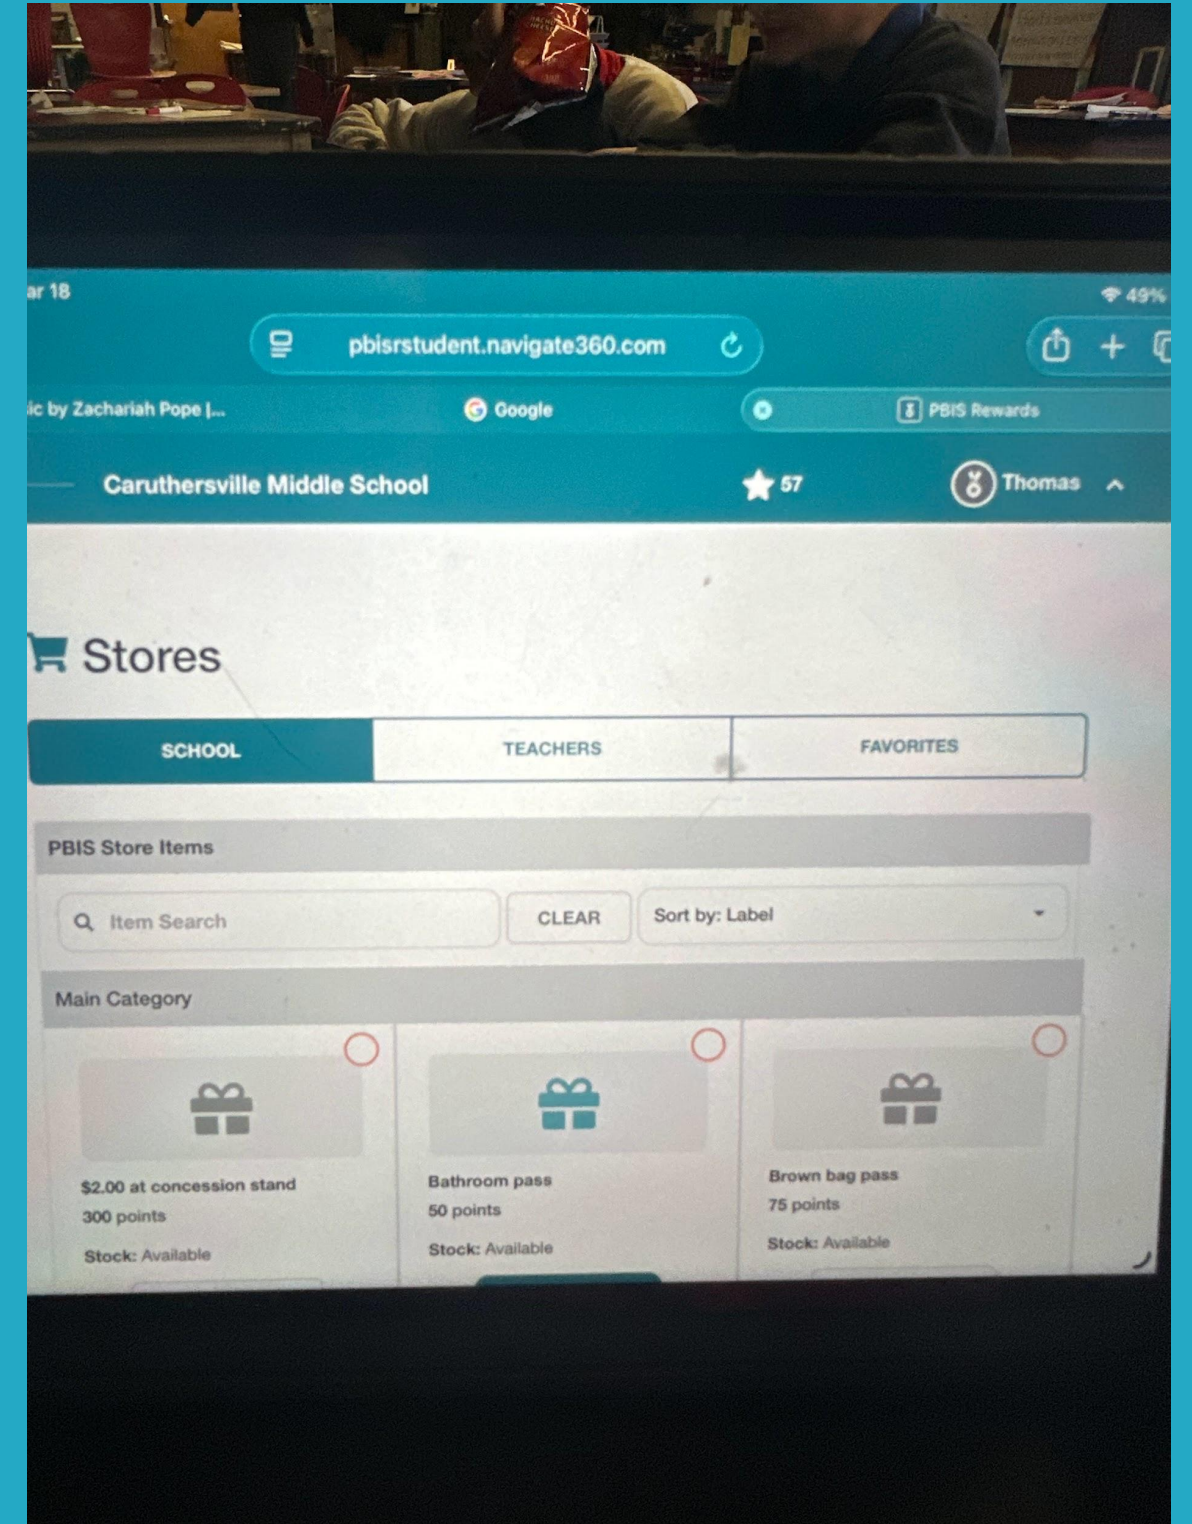 ar 18
49%
pbisrstudent.navigate360.com
ic by Zachariah Pope |...
Google
PBIS Rewards
Caruthersville Middle School
57
Thomas
Stores
SCHOOL
TEACHERS
FAVORITES
PBIS Store Items
Item Search
CLEAR
Sort by: Label
Main Category
$2.00 at concession stand
300 points
Stock: Available
Bathroom pass
50 points
Stock: Available
Brown bag pass
75 points
Stock: Available